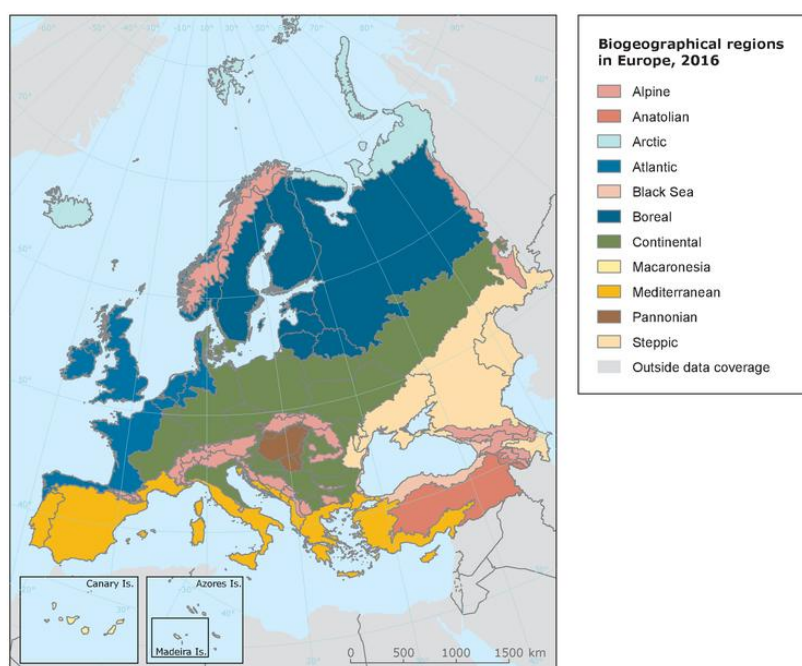 Biogeographical regions
in Europe, 2016
Alpine
Anatolian
Arctic
Atlantic
Black Sea
Boreal
Continental
Macaronesia
Mediterranean
Pannonian
Steppic
Outside data coverage
Canary Is.
Azores Is.
Madeira Is.
0 500 1000 1500 km